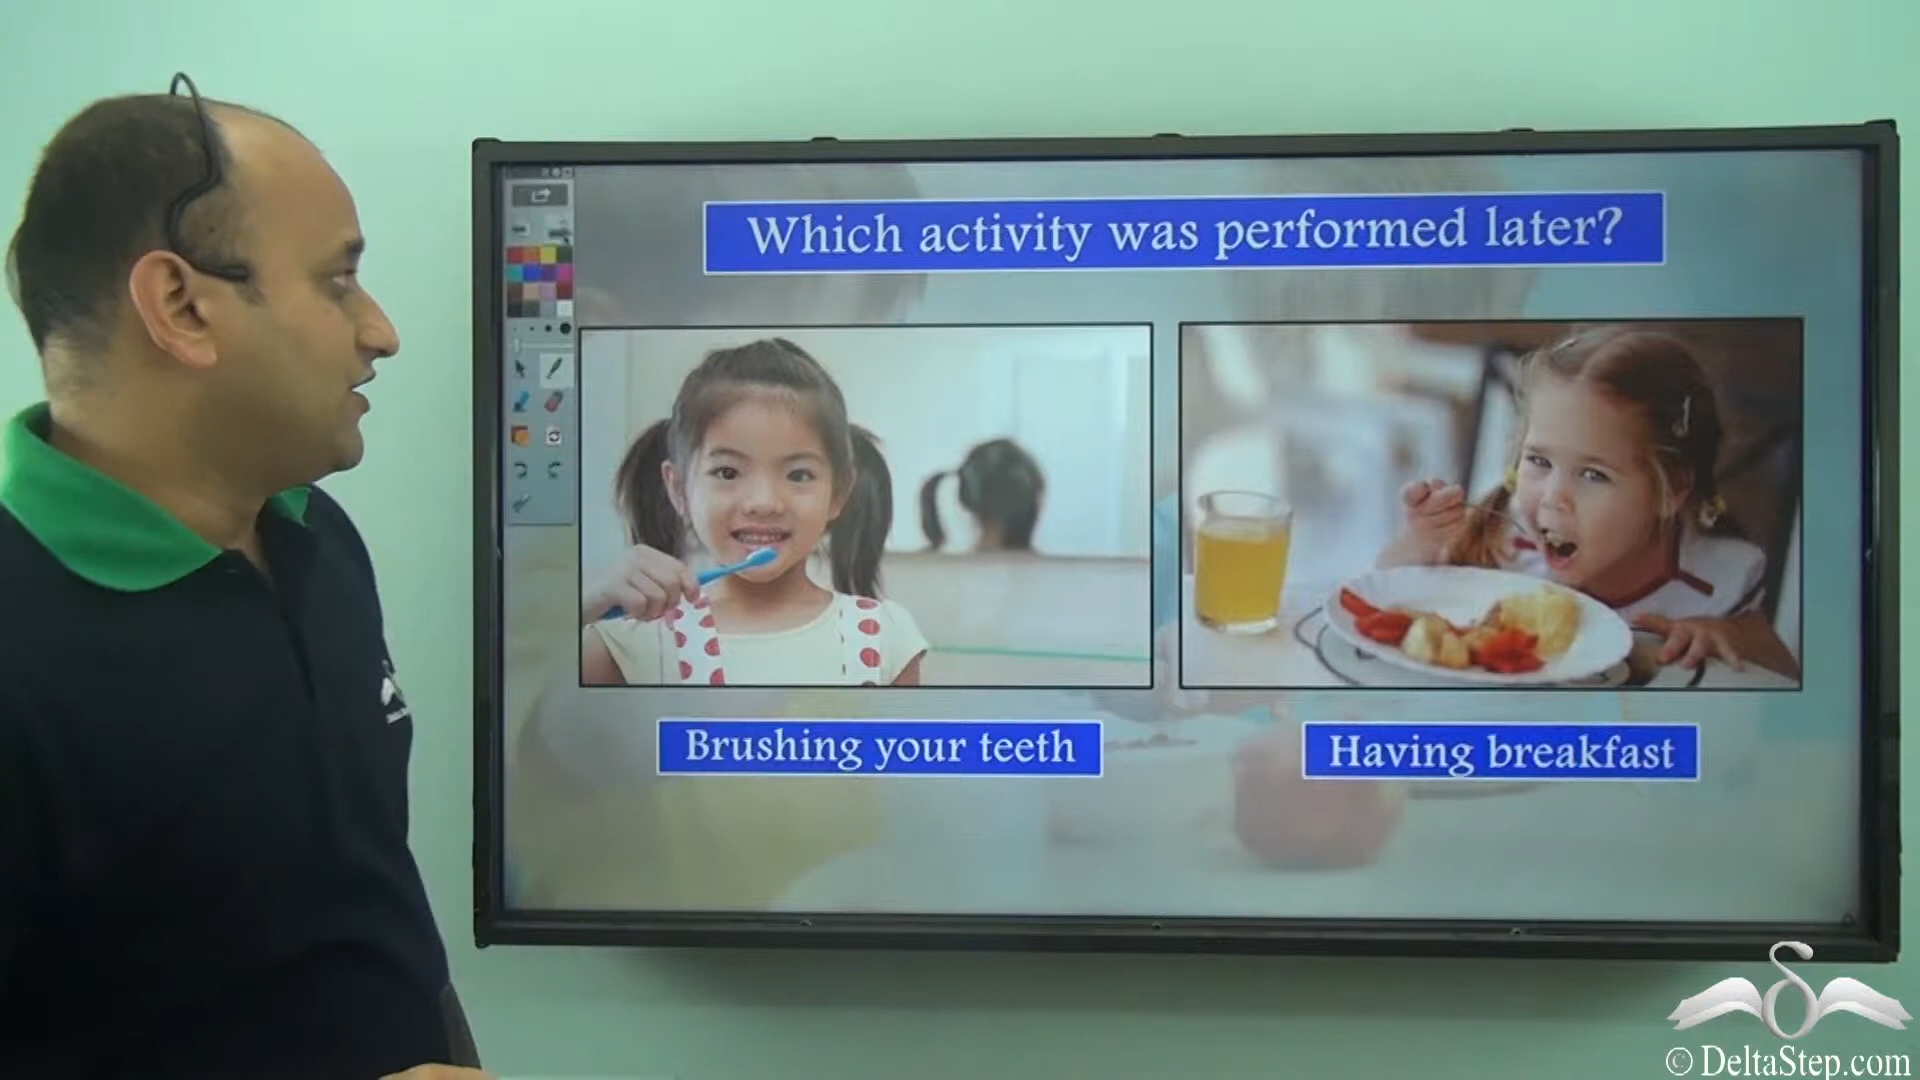 Which activity was performed later?
Brushing your teeth
Having breakfast
© DeltaStep.com